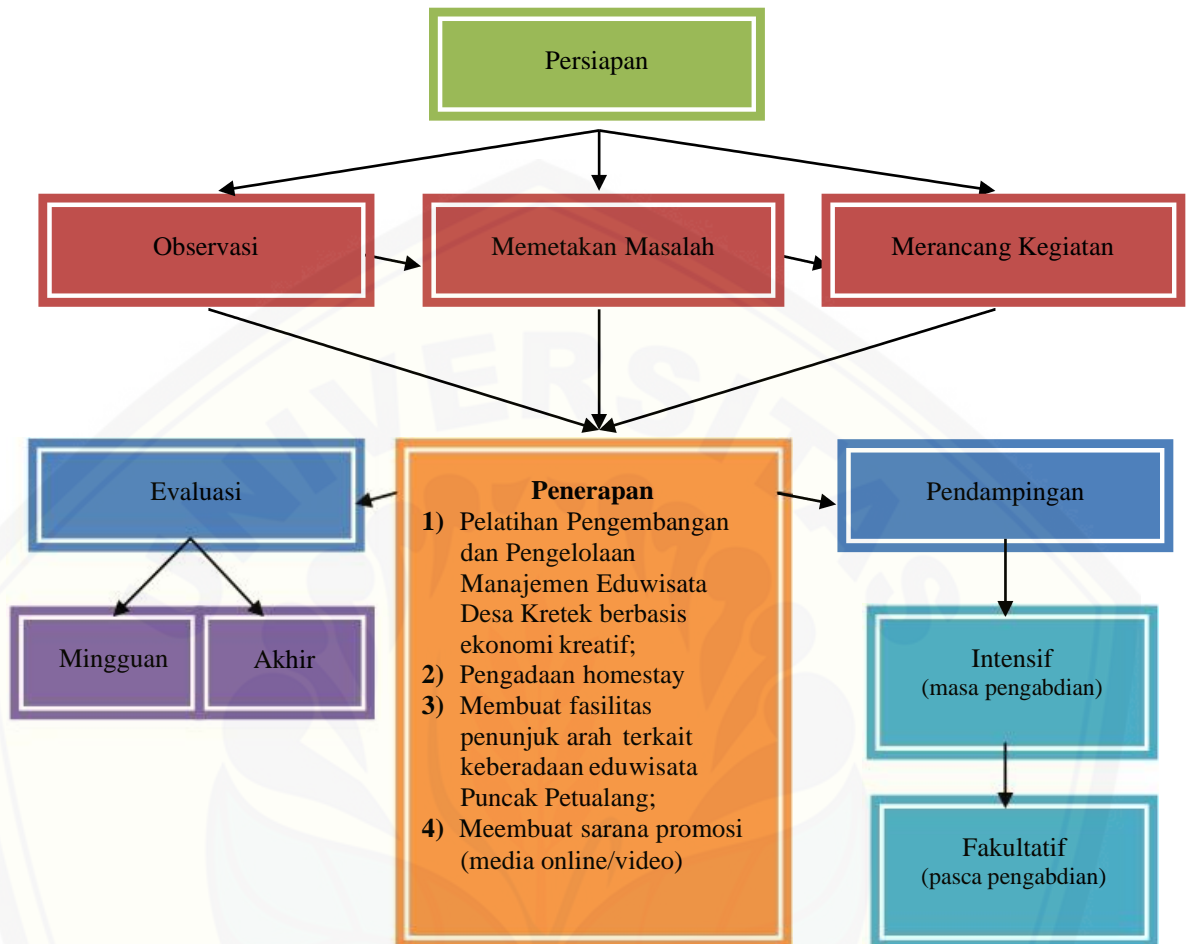 Persiapan
Observasi
Memetakan Masalah
Merancang Kegiatan
UNIVERSITAS
Evaluasi
Mingguan
Akhir
Penerapan
1) Pelatihan Pengembangan
dan Pengelolaan
Manajemen Eduwisata
Desa Kretek berbasis
ekonomi kreatif;
2) Pengadaan homestay
3) Membuat fasilitas
penunjuk arah terkait
keberadaan eduwisata
Puncak Petualang;
4) Meembuat sarana promosi
(media online/video)
Pendampingan
Intensif
(masa pengabdian)
Fakultatif
(pasca pengabdian)